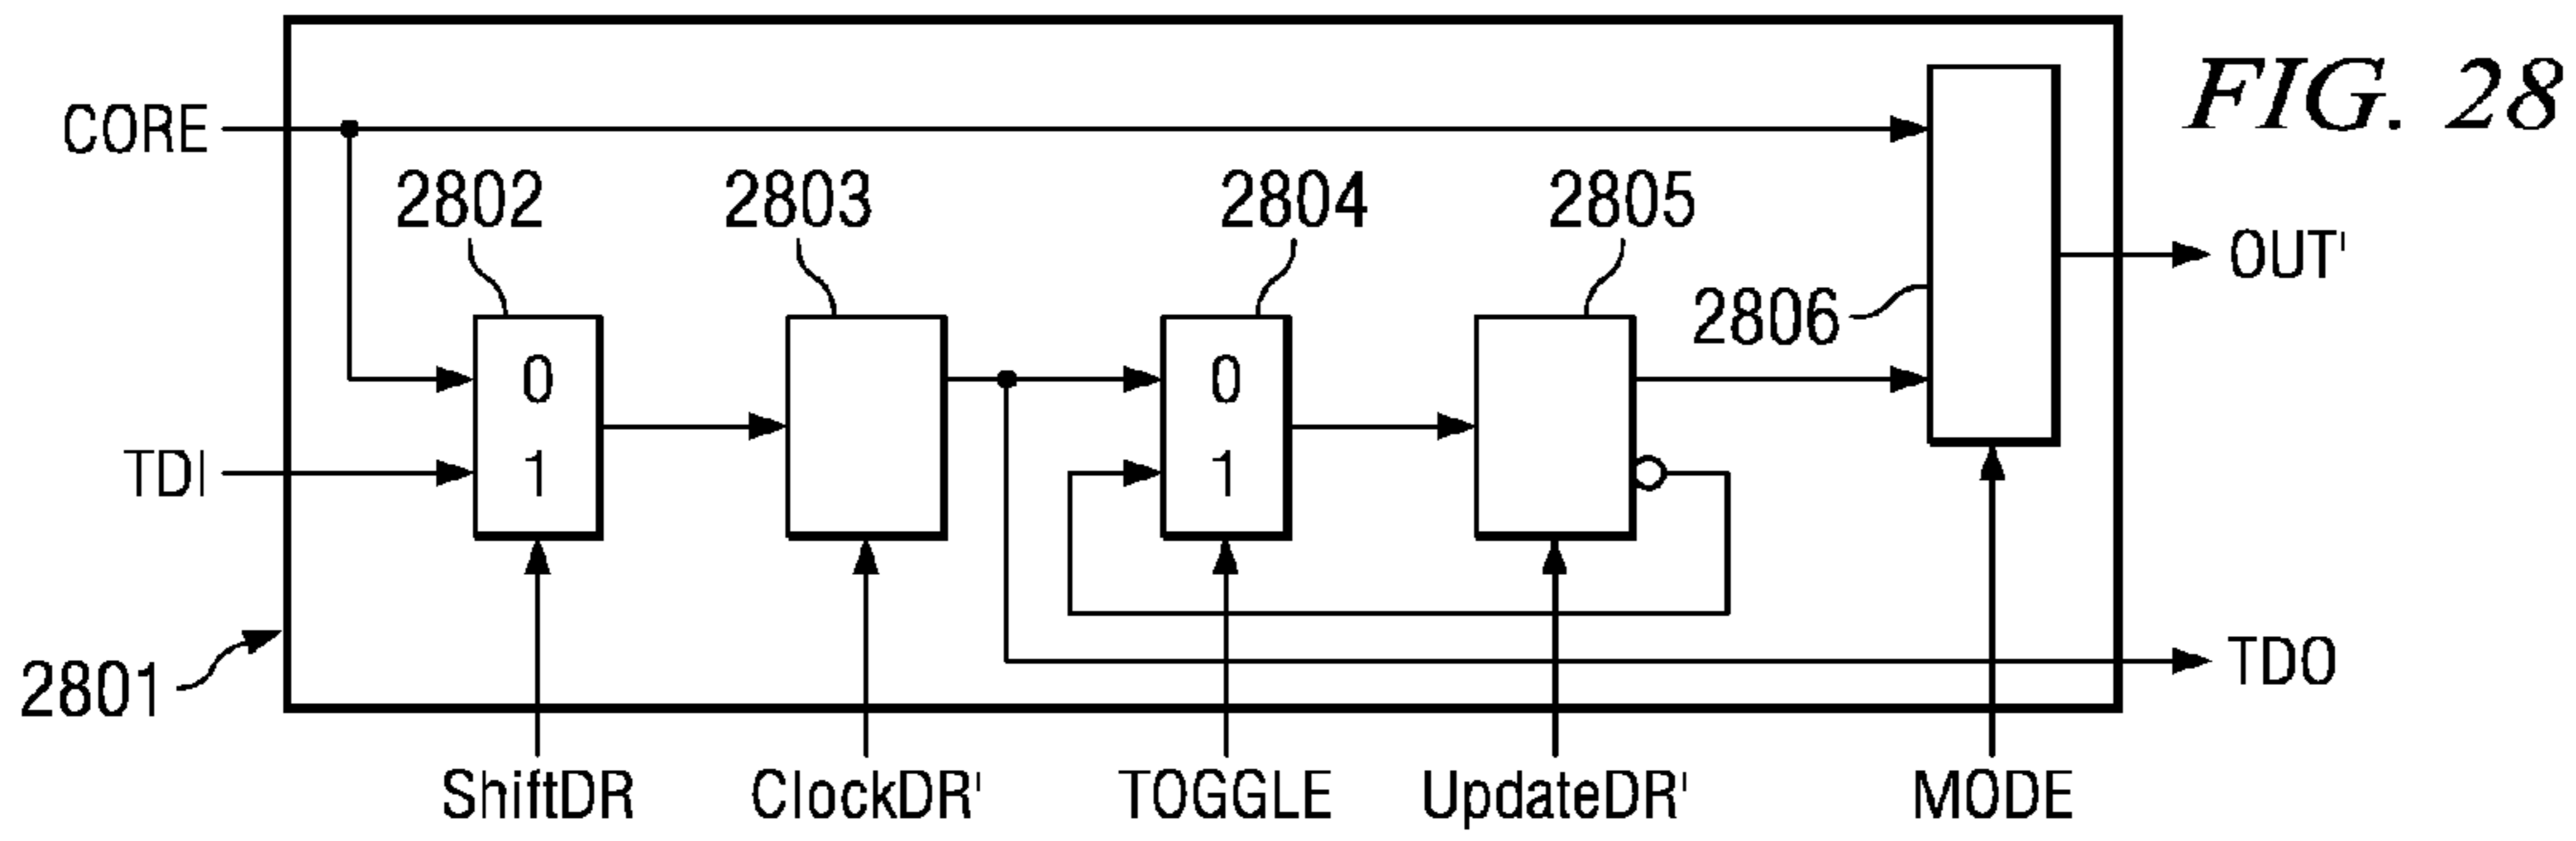 FIG. 28
CORE
2802
2803
2804
2805
OUT'
2806
0
0
TDI
1
1
2801
TDO
ShiftDR
ClockDR'
TOGGLE
UpdateDR'
MODE